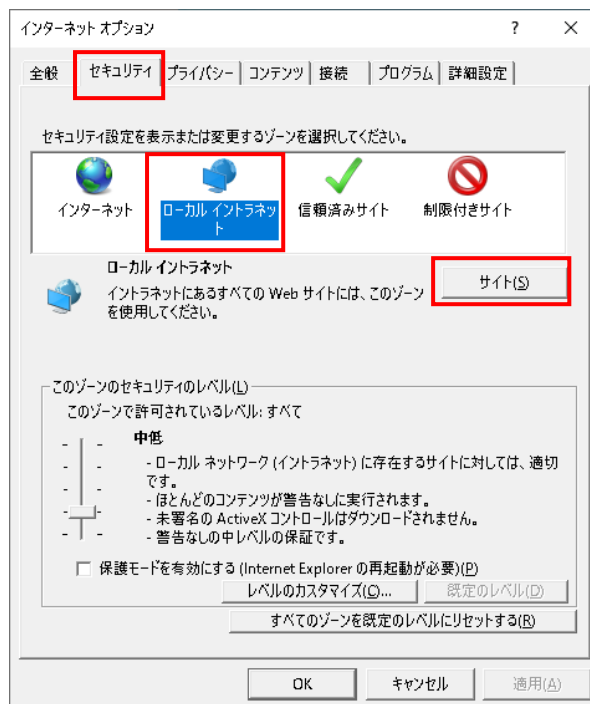 インターネット オプション
?
×
全般 セキュリティ プライバシー コンテンツ 接続 プログラム 詳細設定
セキュリティ設定を表示または変更するゾーンを選択してください。
インターネット
ローカル イントラネッ
ト
信頼済みサイト
制限付きサイト
ローカル イントラネット
イントラネットにあるすべての Web サイトには、このゾーン
を使用してください。
サイト(S)
このゾーンのセキュリティのレベル(L)
このゾーンで許可されているレベル: すべて
中低
- ローカル ネットワーク (イントラネット) に存在するサイトに対しては、適切
です。
- ほとんどのコンテンツが警告なしに実行されます。
- 未署名の ActiveX コントロールはダウンロードされません。
- 警告なしの中レベルの保証です。
保護モードを有効にする (Internet Explorer の再起動が必要)(P)
レベルのカスタマイズ(C)... 既定のレベル(D)
すべてのゾーンを既定のレベルにリセットする(R)
OK キャンセル 適用(A)